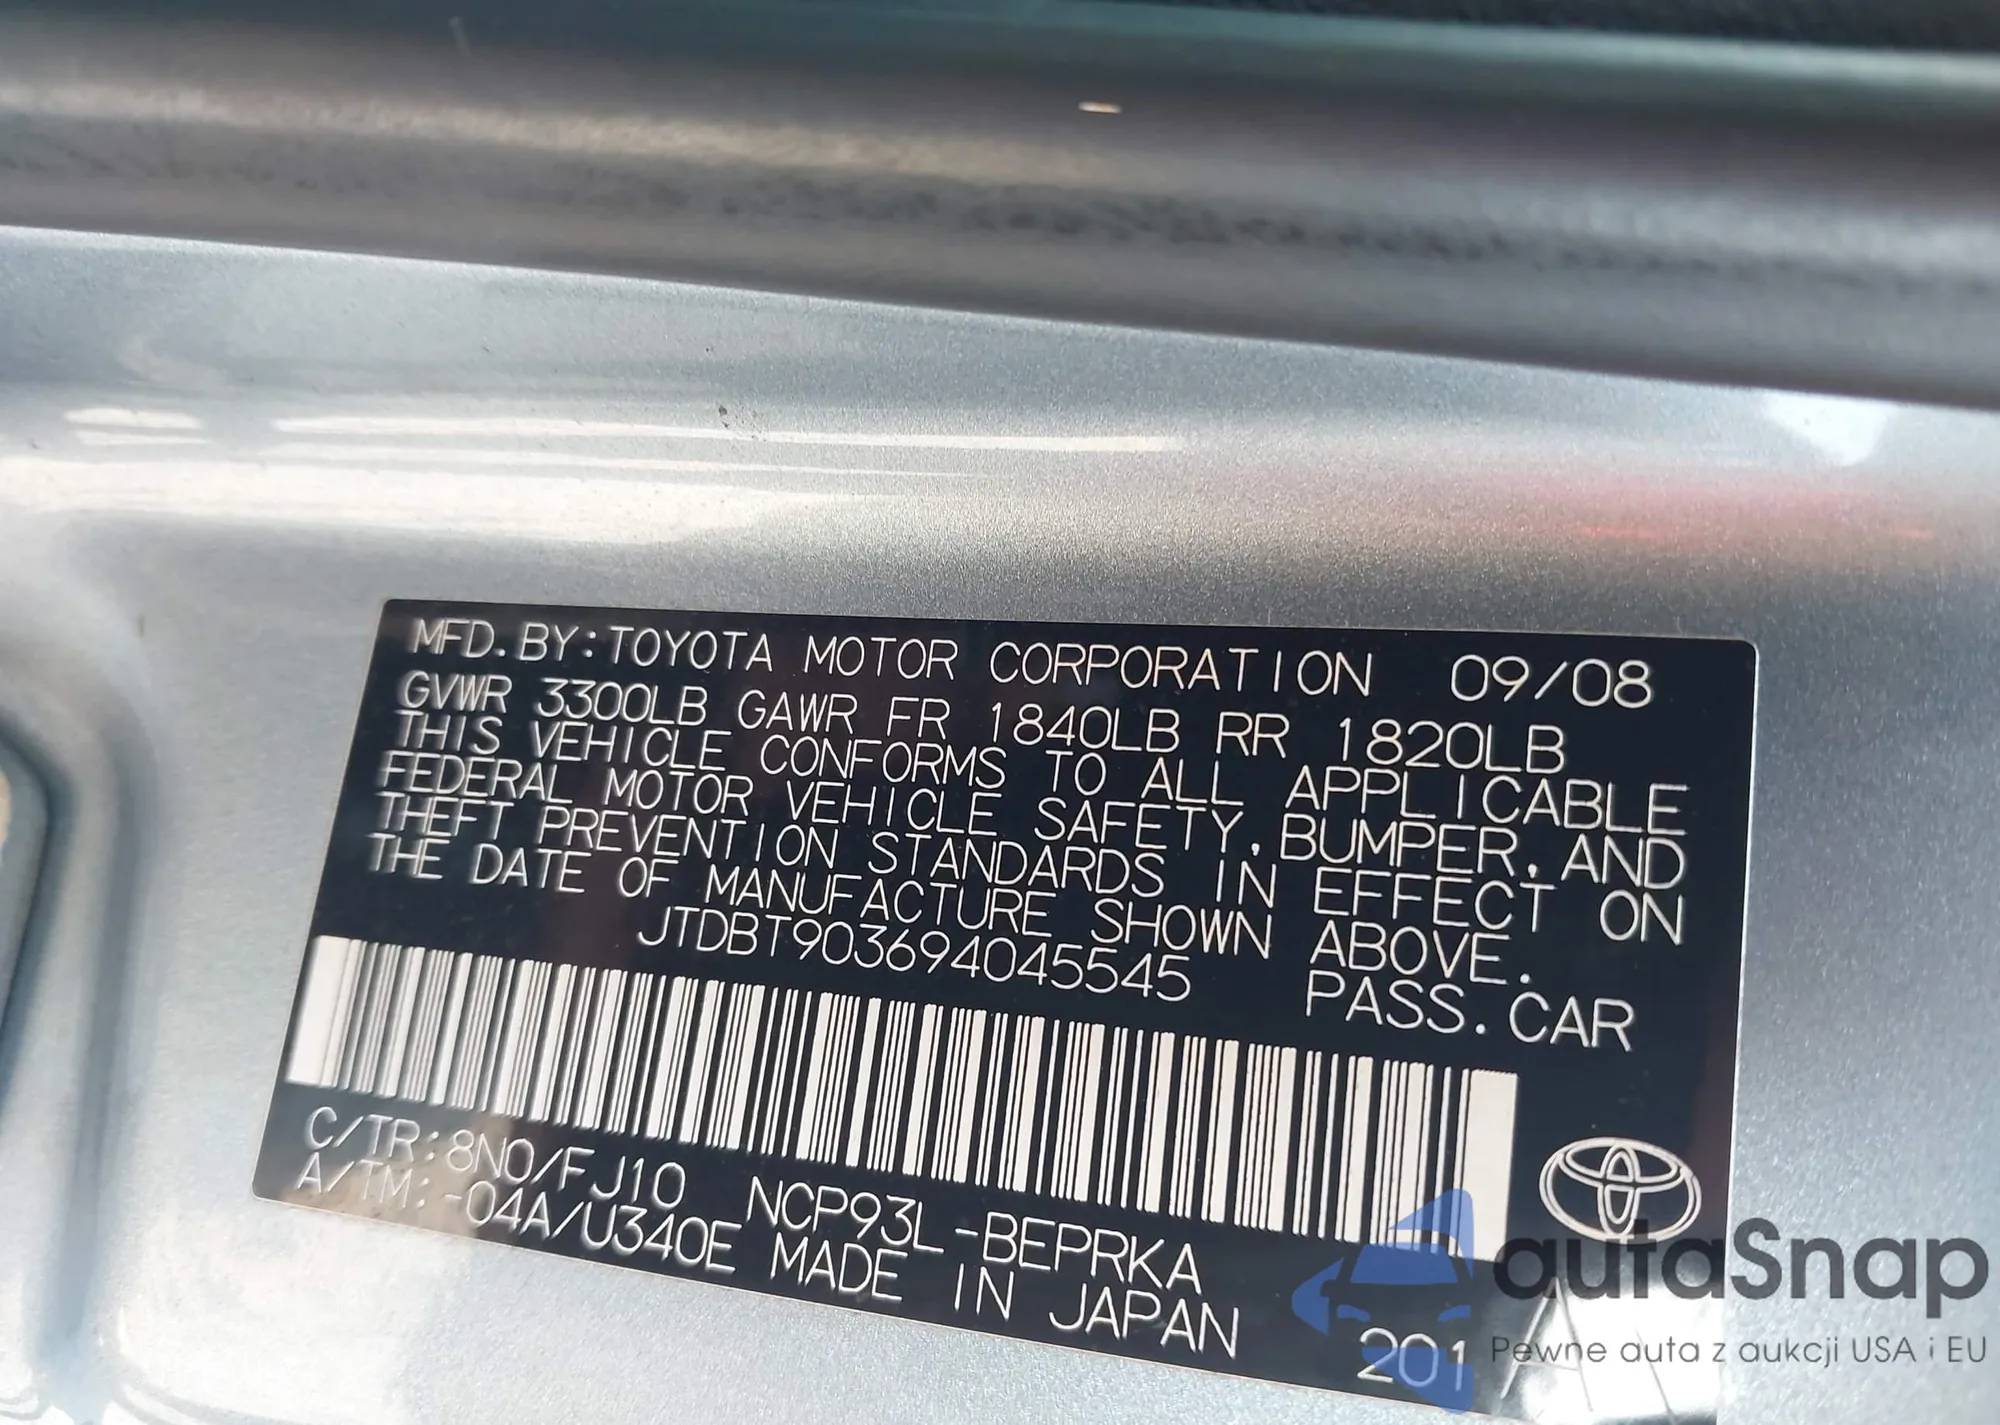 MFD.BY:TOYOTA MOTOR CORPORATION 09/08
GVWR 3300LB GAWR FR 1840LB RR 1820LB
THIS VEHICLE CONFORMS TO ALL APPLICABLE
FEDERAL MOTOR VEHICLE SAFETY,BUMPER,AND
THEFT PREVENTION STANDARDS IN EFFECT ON
THE DATE OF MANUFACTURE SHOWN ABOVE.
JTDBT903694045545 PASS.CAR
C/TR:8N0/FJ10 NCP93L-BEPRKA
A/TM:-04A/U340E MADE IN JAPAN 201
autaSnap
Pewne auta z aukcji USA i EU